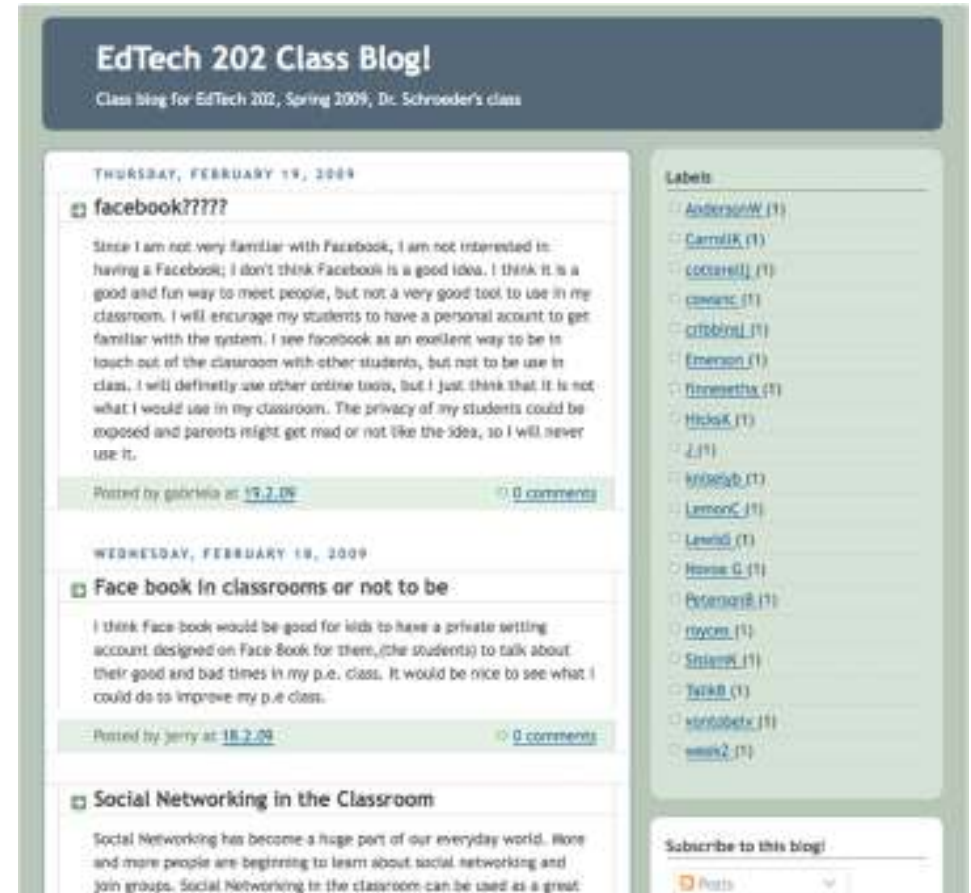 EdTech 202 Class Blog!
Class blog for EdTech 202, Spring 2009, Dr. Schroeder's class
THURSDAY, FEBRUARY 19, 2009
facebook?????
Since I am not very familiar with Facebook, I am not interested in
having a Facebook; I don't think Facebook is a good idea. I think it is a
good and fun way to meet people, but not a very good tool to use in my
classroom. I will encurage my students to have a personal acount to get
familiar with the system. I see facebook as an exellent way to be in
touch out of the classroom with other students, but not to be use in
class. I will definetly use other online tools, but I just think that it is not
what I would use in my classroom. The privacy of my students could be
exposed and parents might get mad or not like the idea, so I will never
use it.
Posted by gabriela at 19.2.09
0 comments
WEDNESDAY, FEBRUARY 18, 2009
Face book in classrooms or not to be
I think Face book would be good for kids to have a private setting
account designed on Face Book for them,(the students) to talk about
their good and bad times in my p.e. class. It would be nice to see what I
could do to improve my p.e class.
Posted by jerry at 18.2.09
0 comments
Social Networking in the Classroom
Social Networking has become a huge part of our everyday world. More
and more people are beginning to learn about social networking and
join groups. Social Networking in the classroom can be used as a great
Labels
AndersonW (1)
CarrollK (1)
cotterellj (1)
cowanc (1)
cribbinsj (1)
Emerson (1)
finnesetha (1)
HicksK (1)
J (1)
kniselyb (1)
LemonC (1)
LewisG (1)
G (1)
PetersonB (1)
roycem (1)
(1)
TalikB (1)
(1)
week2 (1)
Subscribe to this blog!
Posts